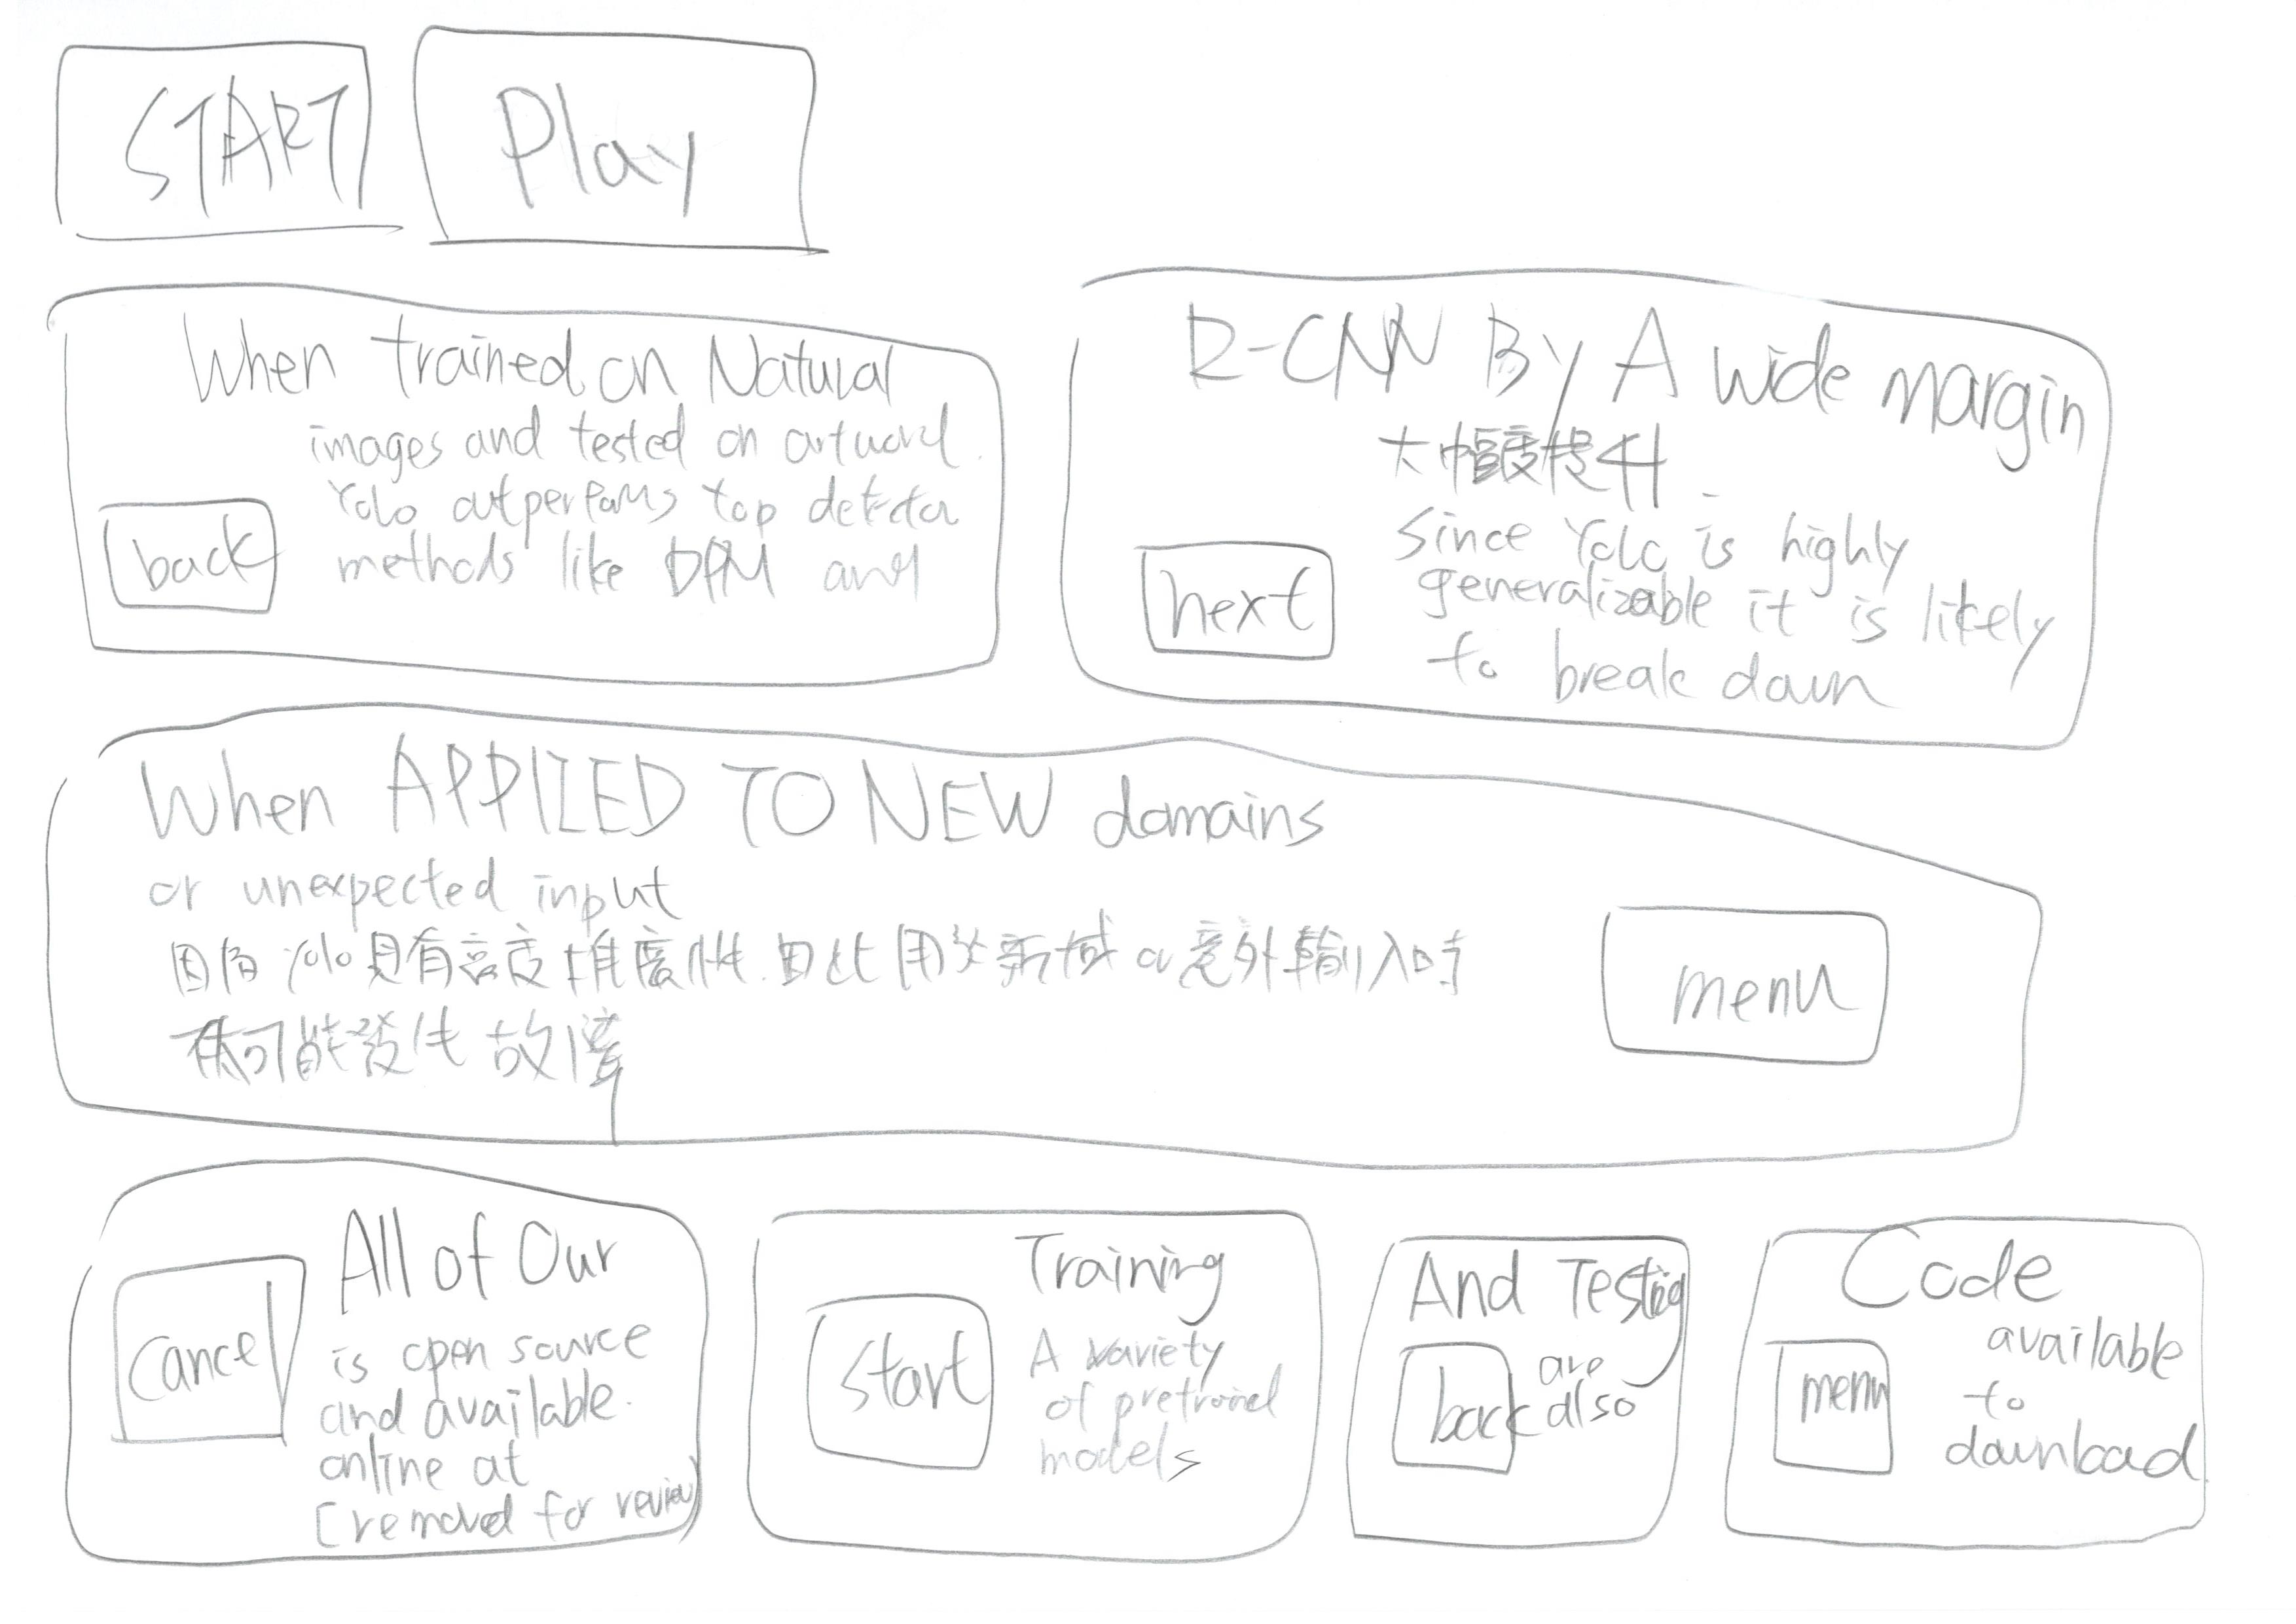 START
Play
When trained on Natural
images and tested on artword.
Yolo outperfoms top detector
methods like DPM and
back
R-CNN By A wide margin
大幅度提升
since Yolo is highly
generalizable it is likely
to break down
next
When APPLIED TO NEW domains
or unexpected input
因為 yolo 具有高度推廣性.因此用於新域or意外輸入時
有可能發生故障
menu
All of Our
is open source
and available.
online at
[removed for review]
cancel
Training
A variety
of pretrained
models
start
And Testing
are
also
back
Code
available
to
download.
menu